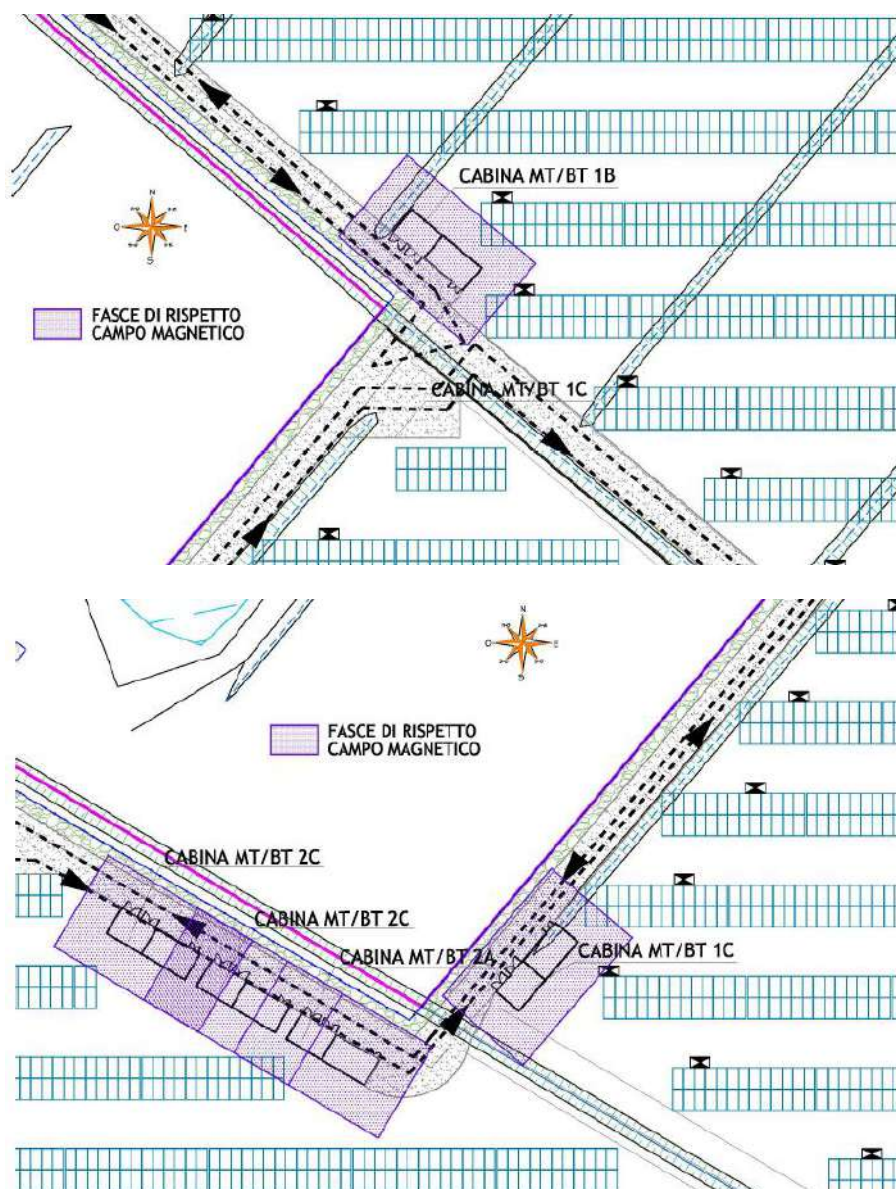 CABINA MT/BT 1B
N
O
E
S
FASCE DI RISPETTO
CAMPO MAGNETICO
CABINA MT/BT 1C
N
O
E
S
FASCE DI RISPETTO
CAMPO MAGNETICO
CABINA MT/BT 2C
CABINA MT/BT 2C
CABINA MT/BT 2A
CABINA MT/BT 1C